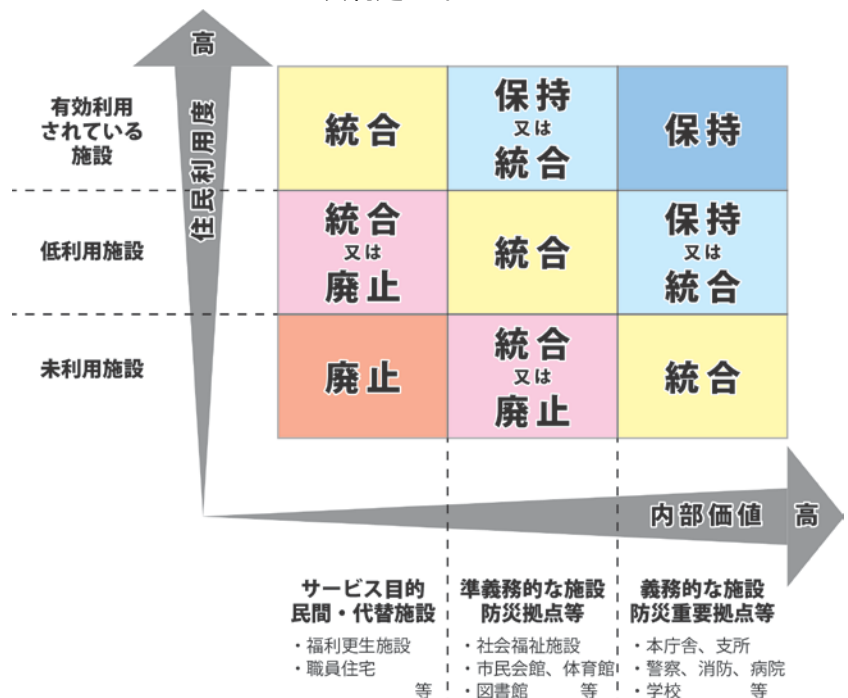 高
住民利用度
有効利用
されている
施設
統合
保持
又は
統合
保持
低利用施設
統合
又は
廃止
統合
保持
又は
統合
未利用施設
廃止
統合
又は
廃止
統合
内部価値 高
サービス目的
民間・代替施設
・福利更生施設
・職員住宅
等
準義務的な施設
防災拠点等
・社会福祉施設
・市民会館、体育館
・図書館 等
義務的な施設
防災重要拠点等
・本庁舎、支所
・警察、消防、病院
・学校 等